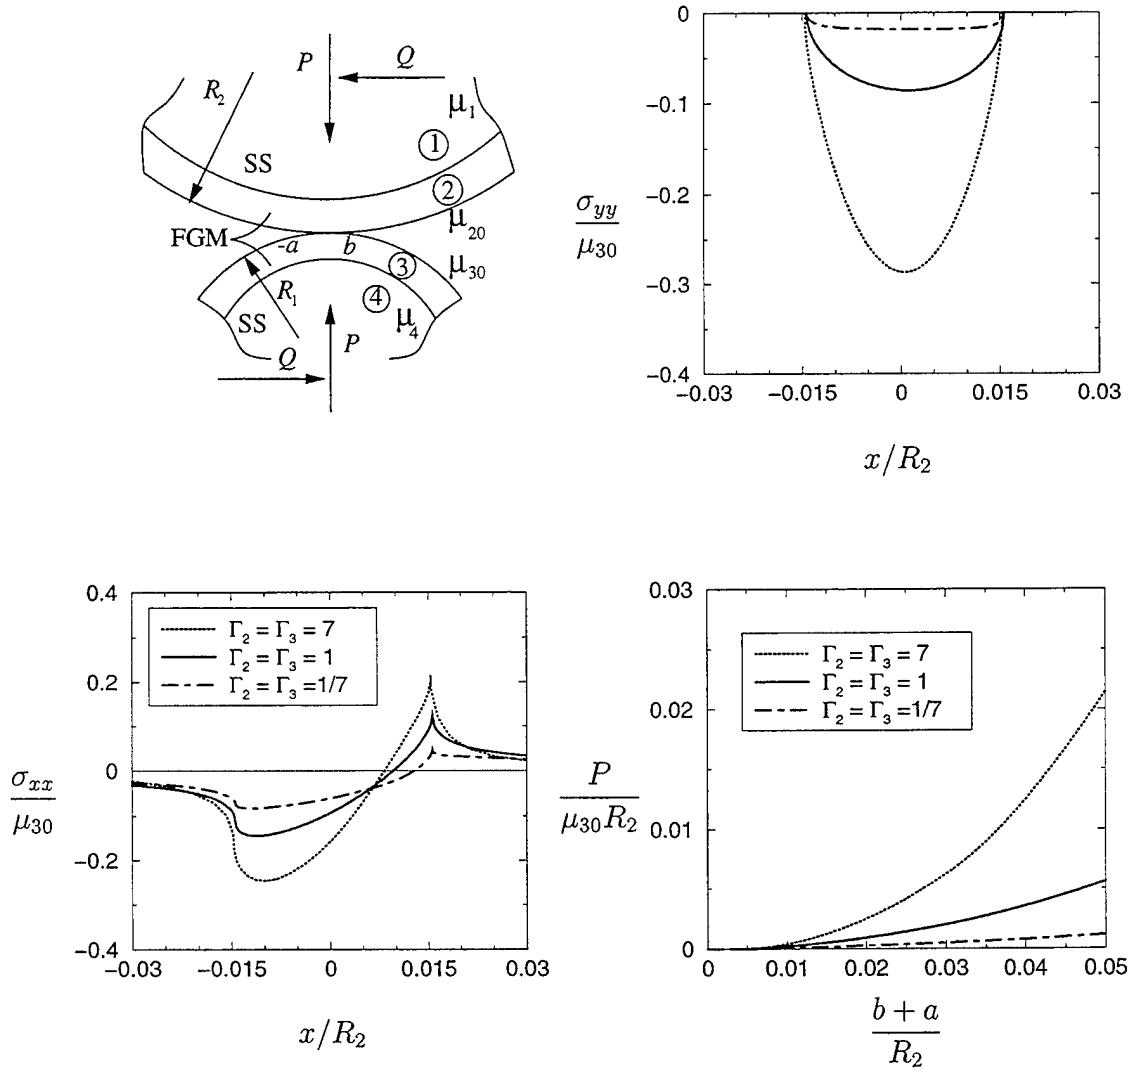 P
Q
R₂
μ₁
SS
①
②
μ₂₀
FGM
-a
b
③
μ₃₀
R₁
④
SS
μ₄
Q
P
0
−0.1
−0.2
−0.3
−0.4
σ_yy / μ₃₀
−0.03 −0.015 0 0.015 0.03
x/R₂
0.4
0.2
0
−0.2
−0.4
Γ₂ = Γ₃ = 7
Γ₂ = Γ₃ = 1
Γ₂ = Γ₃ =1/7
σ_xx / μ₃₀
−0.03 −0.015 0 0.015 0.03
x/R₂
0.03
0.02
0.01
0
Γ₂ = Γ₃ = 7
Γ₂ = Γ₃ = 1
Γ₂ = Γ₃ =1/7
P / μ₃₀R₂
0 0.01 0.02 0.03 0.04 0.05
b + a / R₂